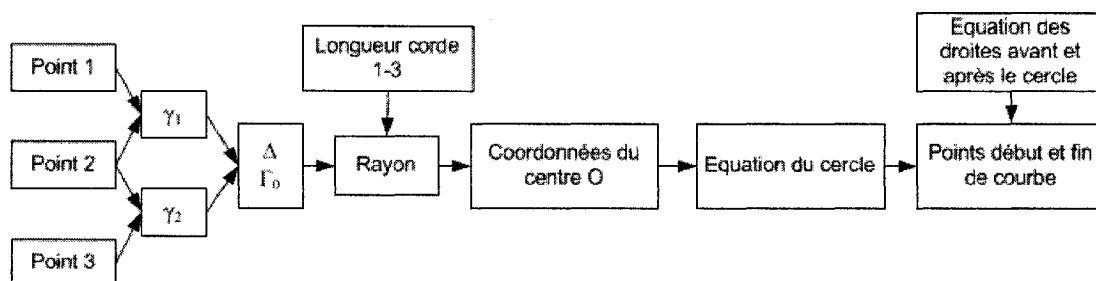 Point 1
Point 2
Point 3
γ₁
γ₂
Δ
Γ₀
Longueur corde
1-3
Rayon
Coordonnées du
centre O
Equation du cercle
Equation des
droites avant et
après le cercle
Points début et fin
de courbe